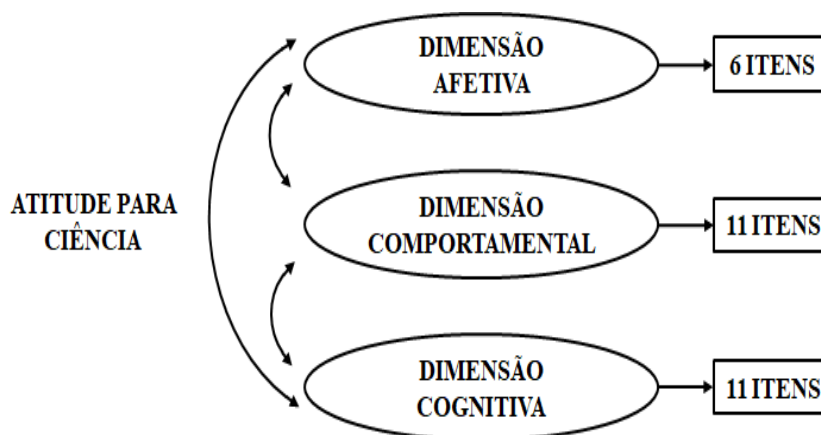 DIMENSÃO
AFETIVA
6 ITENS
ATITUDE PARA
CIÊNCIA
DIMENSÃO
COMPORTAMENTAL
11 ITENS
DIMENSÃO
COGNITIVA
11 ITENS